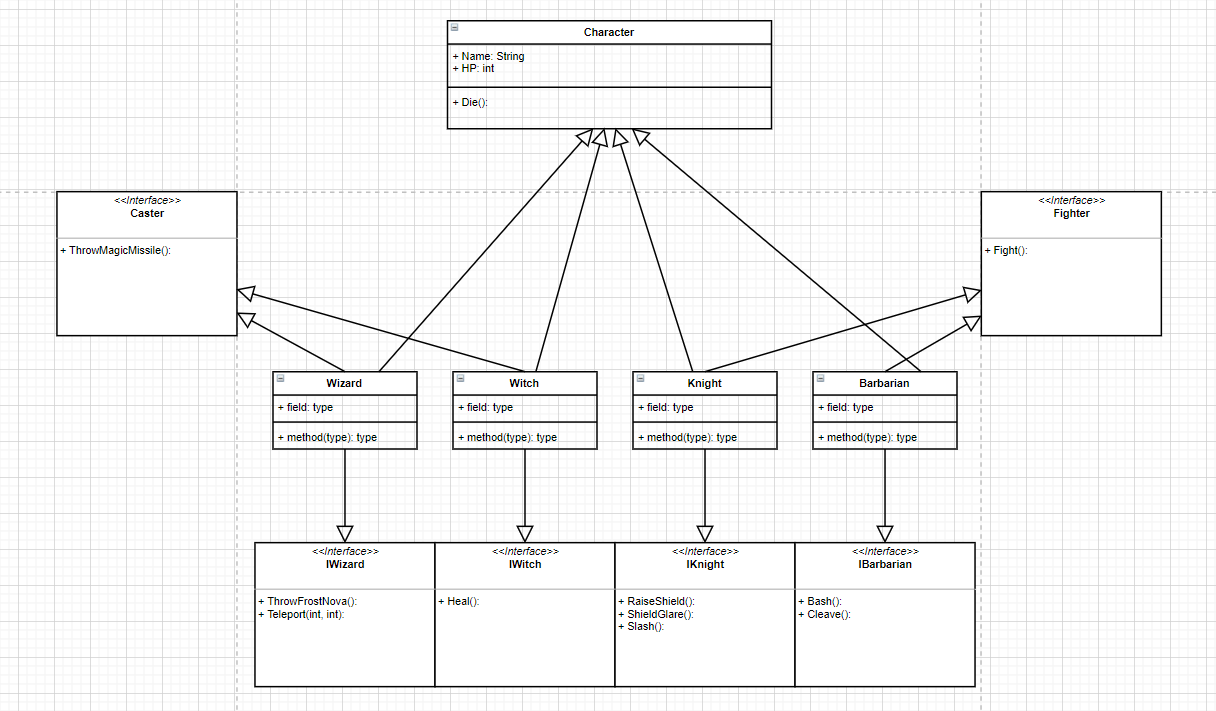 Character
+ Name: String
+ HP: int
+ Die():
<<Interface>>
Caster
+ ThrowMagicMissile():
<<Interface>>
Fighter
+ Fight():
Wizard
+ field: type
+ method(type): type
Witch
+ field: type
+ method(type): type
Knight
+ field: type
+ method(type): type
Barbarian
+ field: type
+ method(type): type
<<Interface>>
IWizard
+ ThrowFrostNova():
+ Teleport(int, int):
<<Interface>>
IWitch
+ Heal():
<<Interface>>
IKnight
+ RaiseShield():
+ ShieldGlare():
+ Slash():
<<Interface>>
IBarbarian
+ Bash():
+ Cleave():